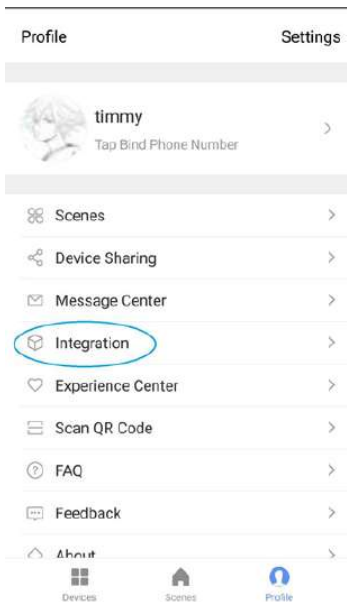 Profile Settings
timmy
Tap Bind Phone Number
Scenes
Device Sharing
Message Center
Integration
Experience Center
Scan QR Code
FAQ
Feedback
About
Devices Scenes Profile